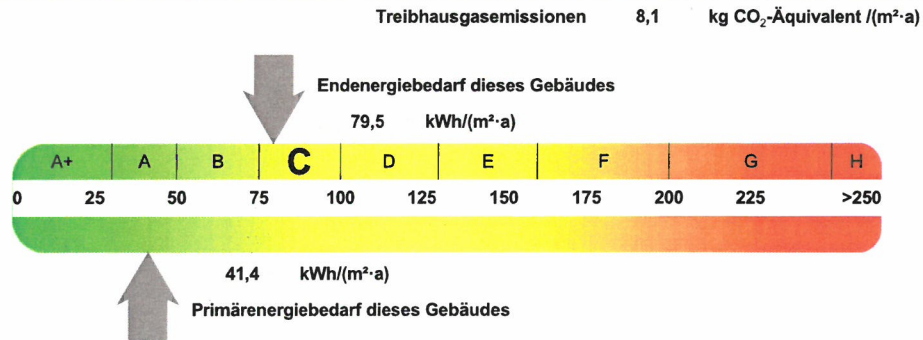 Treibhausgasemissionen 8,1 kg CO₂-Äquivalent /(m²·a)
Endenergiebedarf dieses Gebäudes
79,5 kWh/(m²·a)
A+ A B C D E F G H
0 25 50 75 100 125 150 175 200 225 >250
41,4 kWh/(m²·a)
Primärenergiebedarf dieses Gebäudes